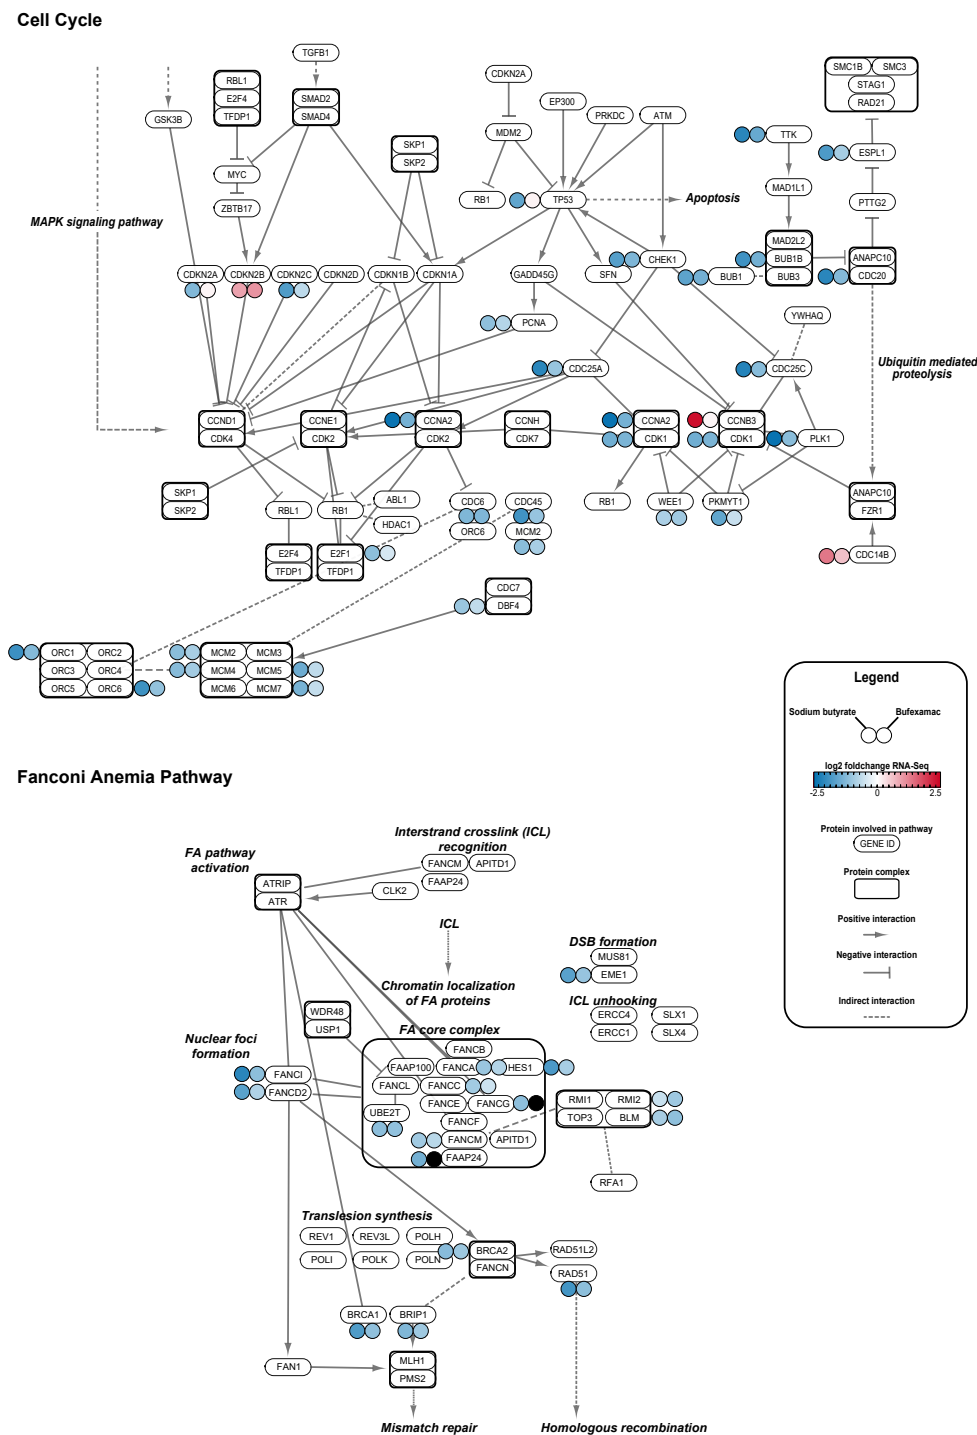 Cell Cycle
TGFB1
RBL1
E2F4
TFDP1
SMAD2
SMAD4
GSK3B
CDKN2A
EP300
PRKDC
ATM
MDM2
SMC1B SMC3
STAG1
RAD21
TTK
ESPL1
SKP1
SKP2
MYC
ZBTB17
RB1
TP53
Apoptosis
MAD1L1
PTTG2
MAPK signaling pathway
MAD2L2
BUB1B
BUB3
ANAPC10
CDC20
CDKN2A
CDKN2B
CDKN2C
CDKN2D
CDKN1B
CDKN1A
GADD45G
SFN
CHEK1
BUB1
PCNA
YWHAQ
CDC25A
CDC25C
Ubiquitin mediated
proteolysis
CCND1
CDK4
CCNE1
CDK2
CCNA2
CDK2
CCNH
CDK7
CCNA2
CDK1
CCNB3
CDK1
PLK1
SKP1
SKP2
RBL1
RB1
ABL1
HDAC1
CDC6
ORC6
CDC45
MCM2
RB1
WEE1
PKMYT1
ANAPC10
FZR1
E2F4
TFDP1
E2F1
TFDP1
CDC14B
CDC7
DBF4
ORC1 ORC2
ORC3 ORC4
ORC5 ORC6
MCM2 MCM3
MCM4 MCM5
MCM6 MCM7
Legend
Sodium butyrate
Bufexamac
log2 foldchange RNA-Seq
-2.5 0 2.5
Protein involved in pathway
GENE ID
Protein complex
Positive interaction
Negative interaction
Indirect interaction
Fanconi Anemia Pathway
Interstrand crosslink (ICL)
recognition
FA pathway
activation
FANCM APITD1
FAAP24
ATRIP
ATR
CLK2
ICL
DSB formation
MUS81
EME1
Chromatin localization
of FA proteins
ICL unhooking
ERCC4 SLX1
ERCC1 SLX4
WDR48
USP1
FA core complex
Nuclear foci
formation
FANCI
FANCD2
FANCB
FAAP100 FANCA HES1
FANCL FANCC
FANCE FANCG
UBE2T
FANCF
FANCM APITD1
FAAP24
RMI1 RMI2
TOP3 BLM
RFA1
Translesion synthesis
REV1 REV3L POLH
POLI POLK POLN
BRCA2
FANCN
RAD51L2
RAD51
BRCA1
BRIP1
FAN1
MLH1
PMS2
Mismatch repair
Homologous recombination